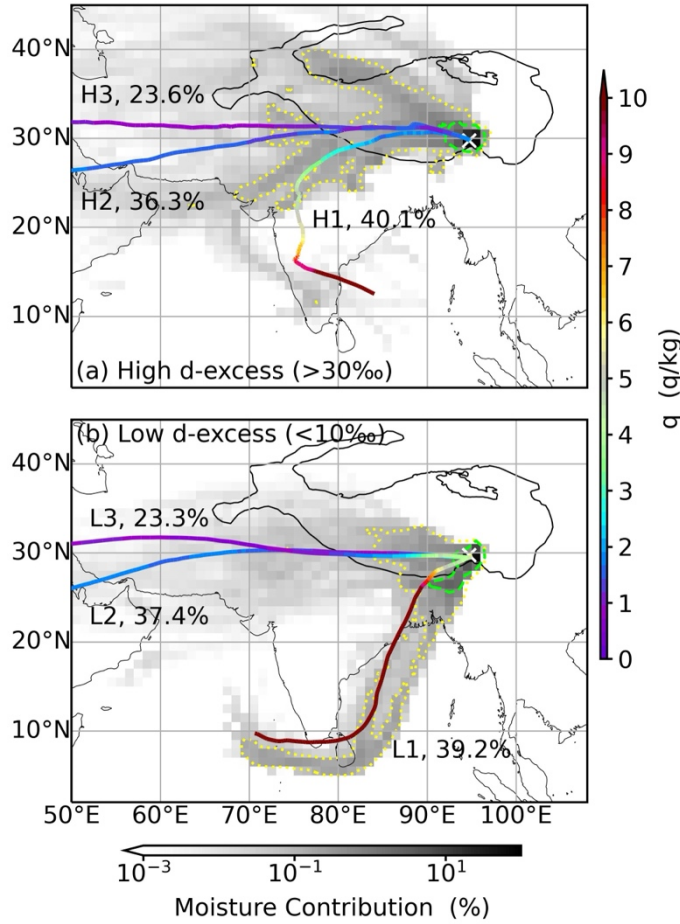 40°N
H3, 23.6%
30°N
H2, 36.3%
20°N
H1, 40.1%
10°N
(a) High d-excess (>30‰)
(b) Low d-excess (<10‰)
40°N
L3, 23.3%
30°N
L2, 37.4%
20°N
10°N
L1, 39.2%
50°E 60°E 70°E 80°E 90°E 100°E
10
9
8
7
6
5
4
3
2
1
0
q (g/kg)
10⁻³ 10⁻¹ 10¹
Moisture Contribution (%)